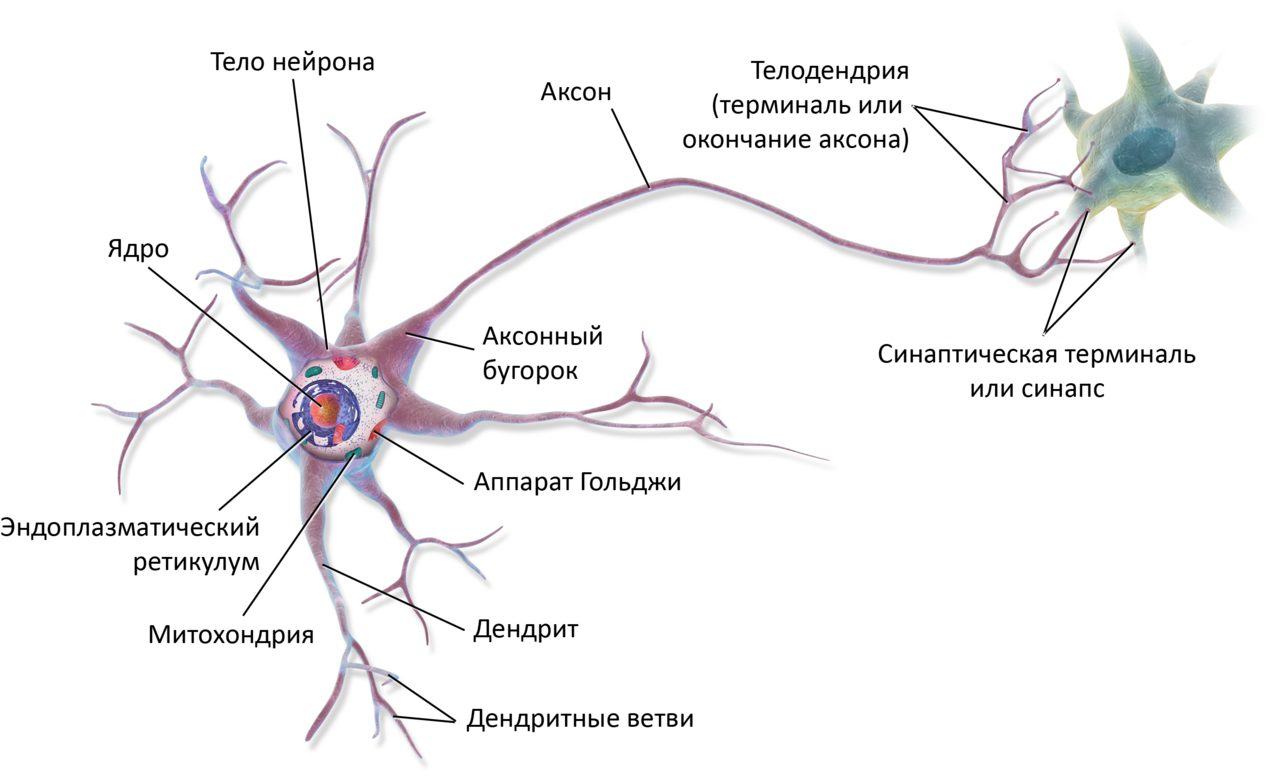 Тело нейрона
Аксон
Телодендрия
(терминаль или
окончание аксона)
Ядро
Аксонный
бугорок
Синаптическая терминаль
или синапс
Аппарат Гольджи
Эндоплазматический
ретикулум
Митохондрия
Дендрит
Дендритные ветви